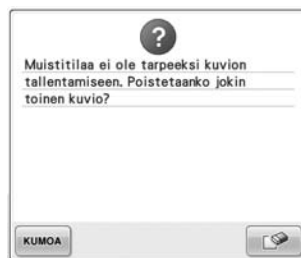 ?
Muistitilaa ei ole tarpeeksi kuvion
tallentamiseen. Poistetaanko jokin
toinen kuvio?
KUMOA